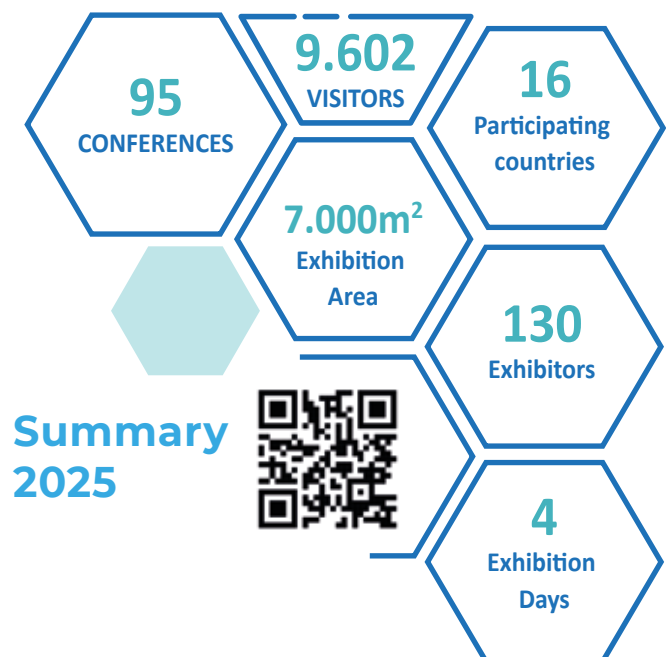 95
CONFERENCES
9.602
VISITORS
16
Participating
countries
7.000m²
Exhibition
Area
130
Exhibitors
Summary
2025
4
Exhibition
Days